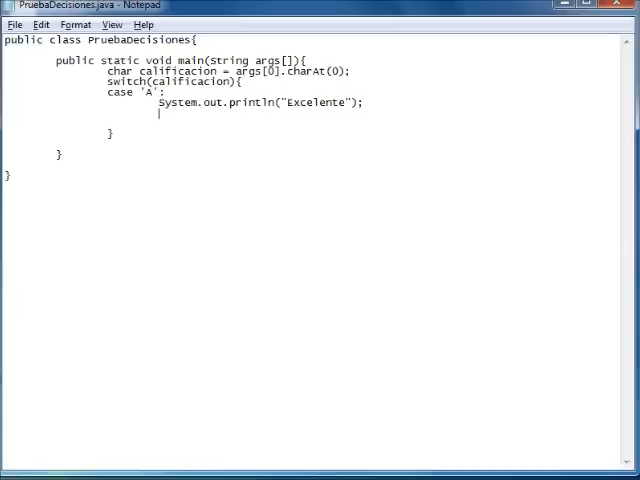 PruebaDecisiones.java - Notepad
File Edit Format View Help
public class PruebaDecisiones{
public static void main(String args[]){
char calificacion = args[0].charAt(0);
switch(calificacion){
case 'A':
System.out.println("Excelente");
}
}
}